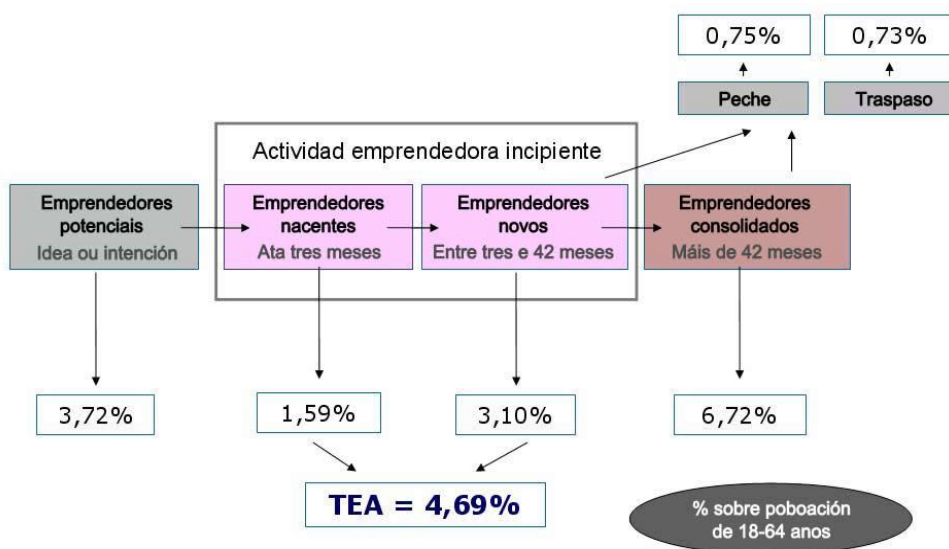 0,75%
0,73%
Peche
Traspaso
Actividad emprendedora incipiente
Emprendedores
potenciais
Idea ou intención
Emprendedores
nacentes
Ata tres meses
Emprendedores
novos
Entre tres e 42 meses
Emprendedores
consolidados
Máis de 42 meses
3,72%
1,59%
3,10%
6,72%
TEA = 4,69%
% sobre poboación
de 18-64 anos